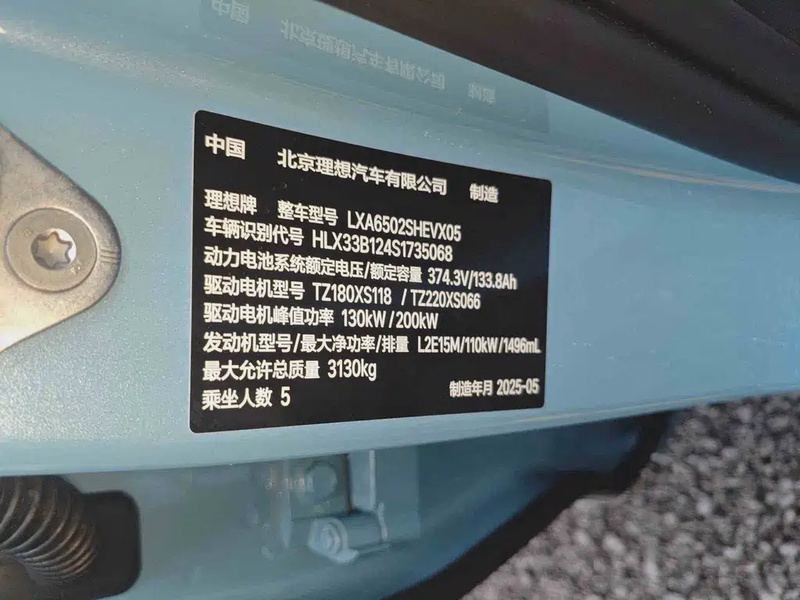 中国 北京理想汽车有限公司 制造
理想牌 整车型号 LXA6502SHEVX05
车辆识别代号 HLX33B124S1735068
动力电池系统额定电压/额定容量 374.3V/133.8Ah
驱动电机型号 TZ180XS118 / TZ220XS066
驱动电机峰值功率 130kW/200kW
发动机型号/最大净功率/排量 L2E15M/110kW/1496mL
最大允许总质量 3130kg
乘坐人数 5 制造年月 2025-05